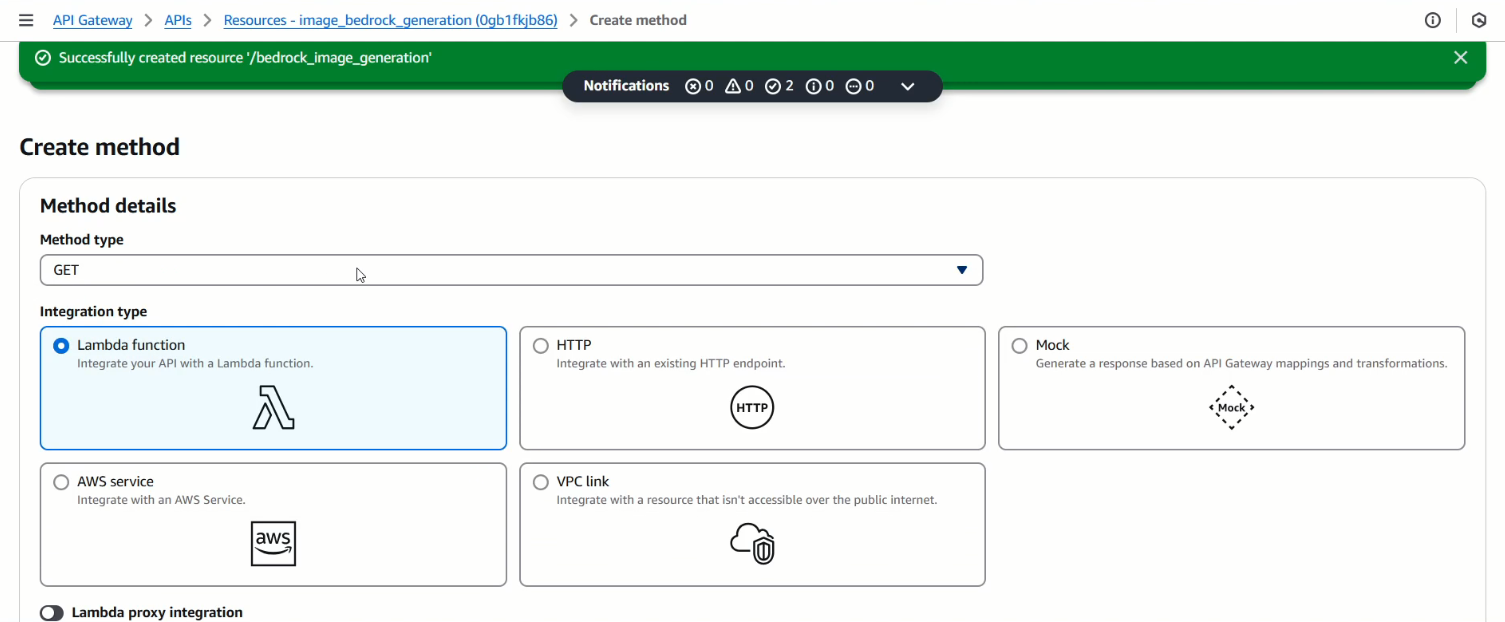 API Gateway > APIs > Resources - image_bedrock_generation (0gb1fkjb86) > Create method
Successfully created resource '/bedrock_image_generation'
Notifications 0 0 2 0 0
Create method
Method details
Method type
GET
Integration type
Lambda function
Integrate your API with a Lambda function.
HTTP
Integrate with an existing HTTP endpoint.
HTTP
Mock
Generate a response based on API Gateway mappings and transformations.
Mock
AWS service
Integrate with an AWS Service.
aws
VPC link
Integrate with a resource that isn't accessible over the public internet.
Lambda proxy integration